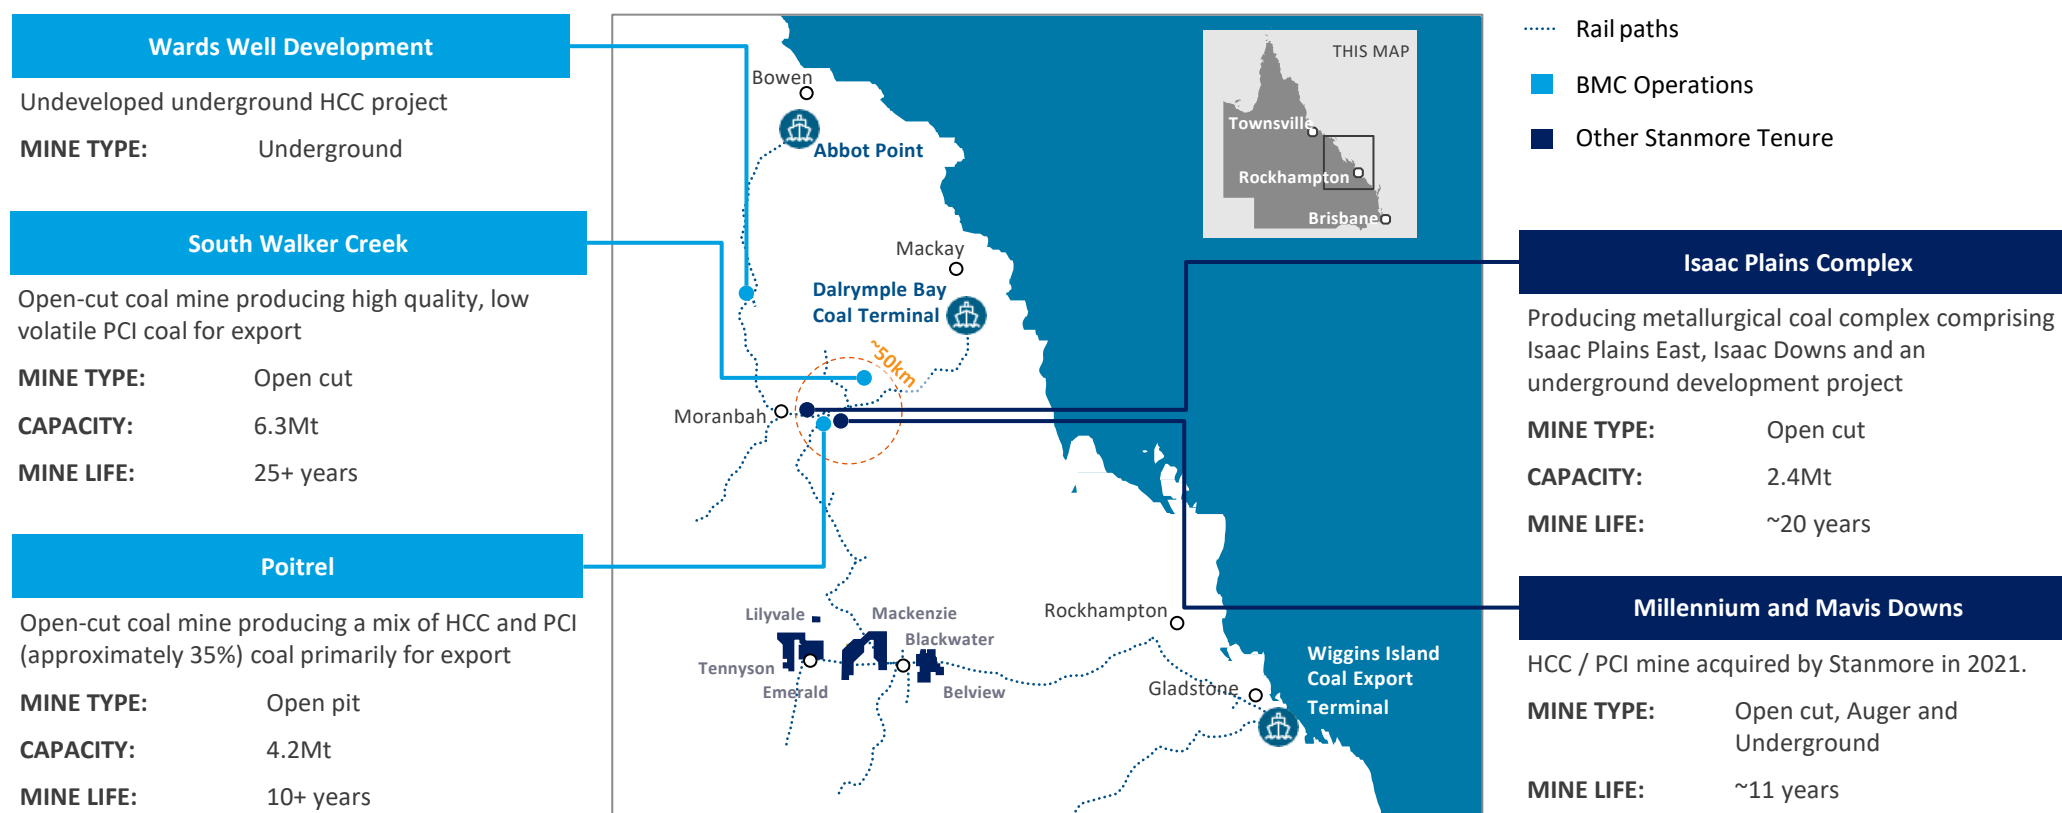 Wards Well Development
Undeveloped underground HCC project
MINE TYPE: Underground
South Walker Creek
Open-cut coal mine producing high quality, low
volatile PCI coal for export
MINE TYPE: Open cut
CAPACITY: 6.3Mt
MINE LIFE: 25+ years
Poitrel
Open-cut coal mine producing a mix of HCC and PCI
(approximately 35%) coal primarily for export
MINE TYPE: Open pit
CAPACITY: 4.2Mt
MINE LIFE: 10+ years
Bowen
Abbot Point
Mackay
Dalrymple Bay
Coal Terminal
~50km
Moranbah
Lilyvale
Mackenzie
Blackwater
Tennyson
Emerald
Belview
Rockhampton
Gladstone
Wiggins Island
Coal Export
Terminal
THIS MAP
Townsville
Rockhampton
Brisbane
Rail paths
BMC Operations
Other Stanmore Tenure
Isaac Plains Complex
Producing metallurgical coal complex comprising
Isaac Plains East, Isaac Downs and an
underground development project
MINE TYPE: Open cut
CAPACITY: 2.4Mt
MINE LIFE: ~20 years
Millennium and Mavis Downs
HCC / PCI mine acquired by Stanmore in 2021.
MINE TYPE: Open cut, Auger and
Underground
MINE LIFE: ~11 years